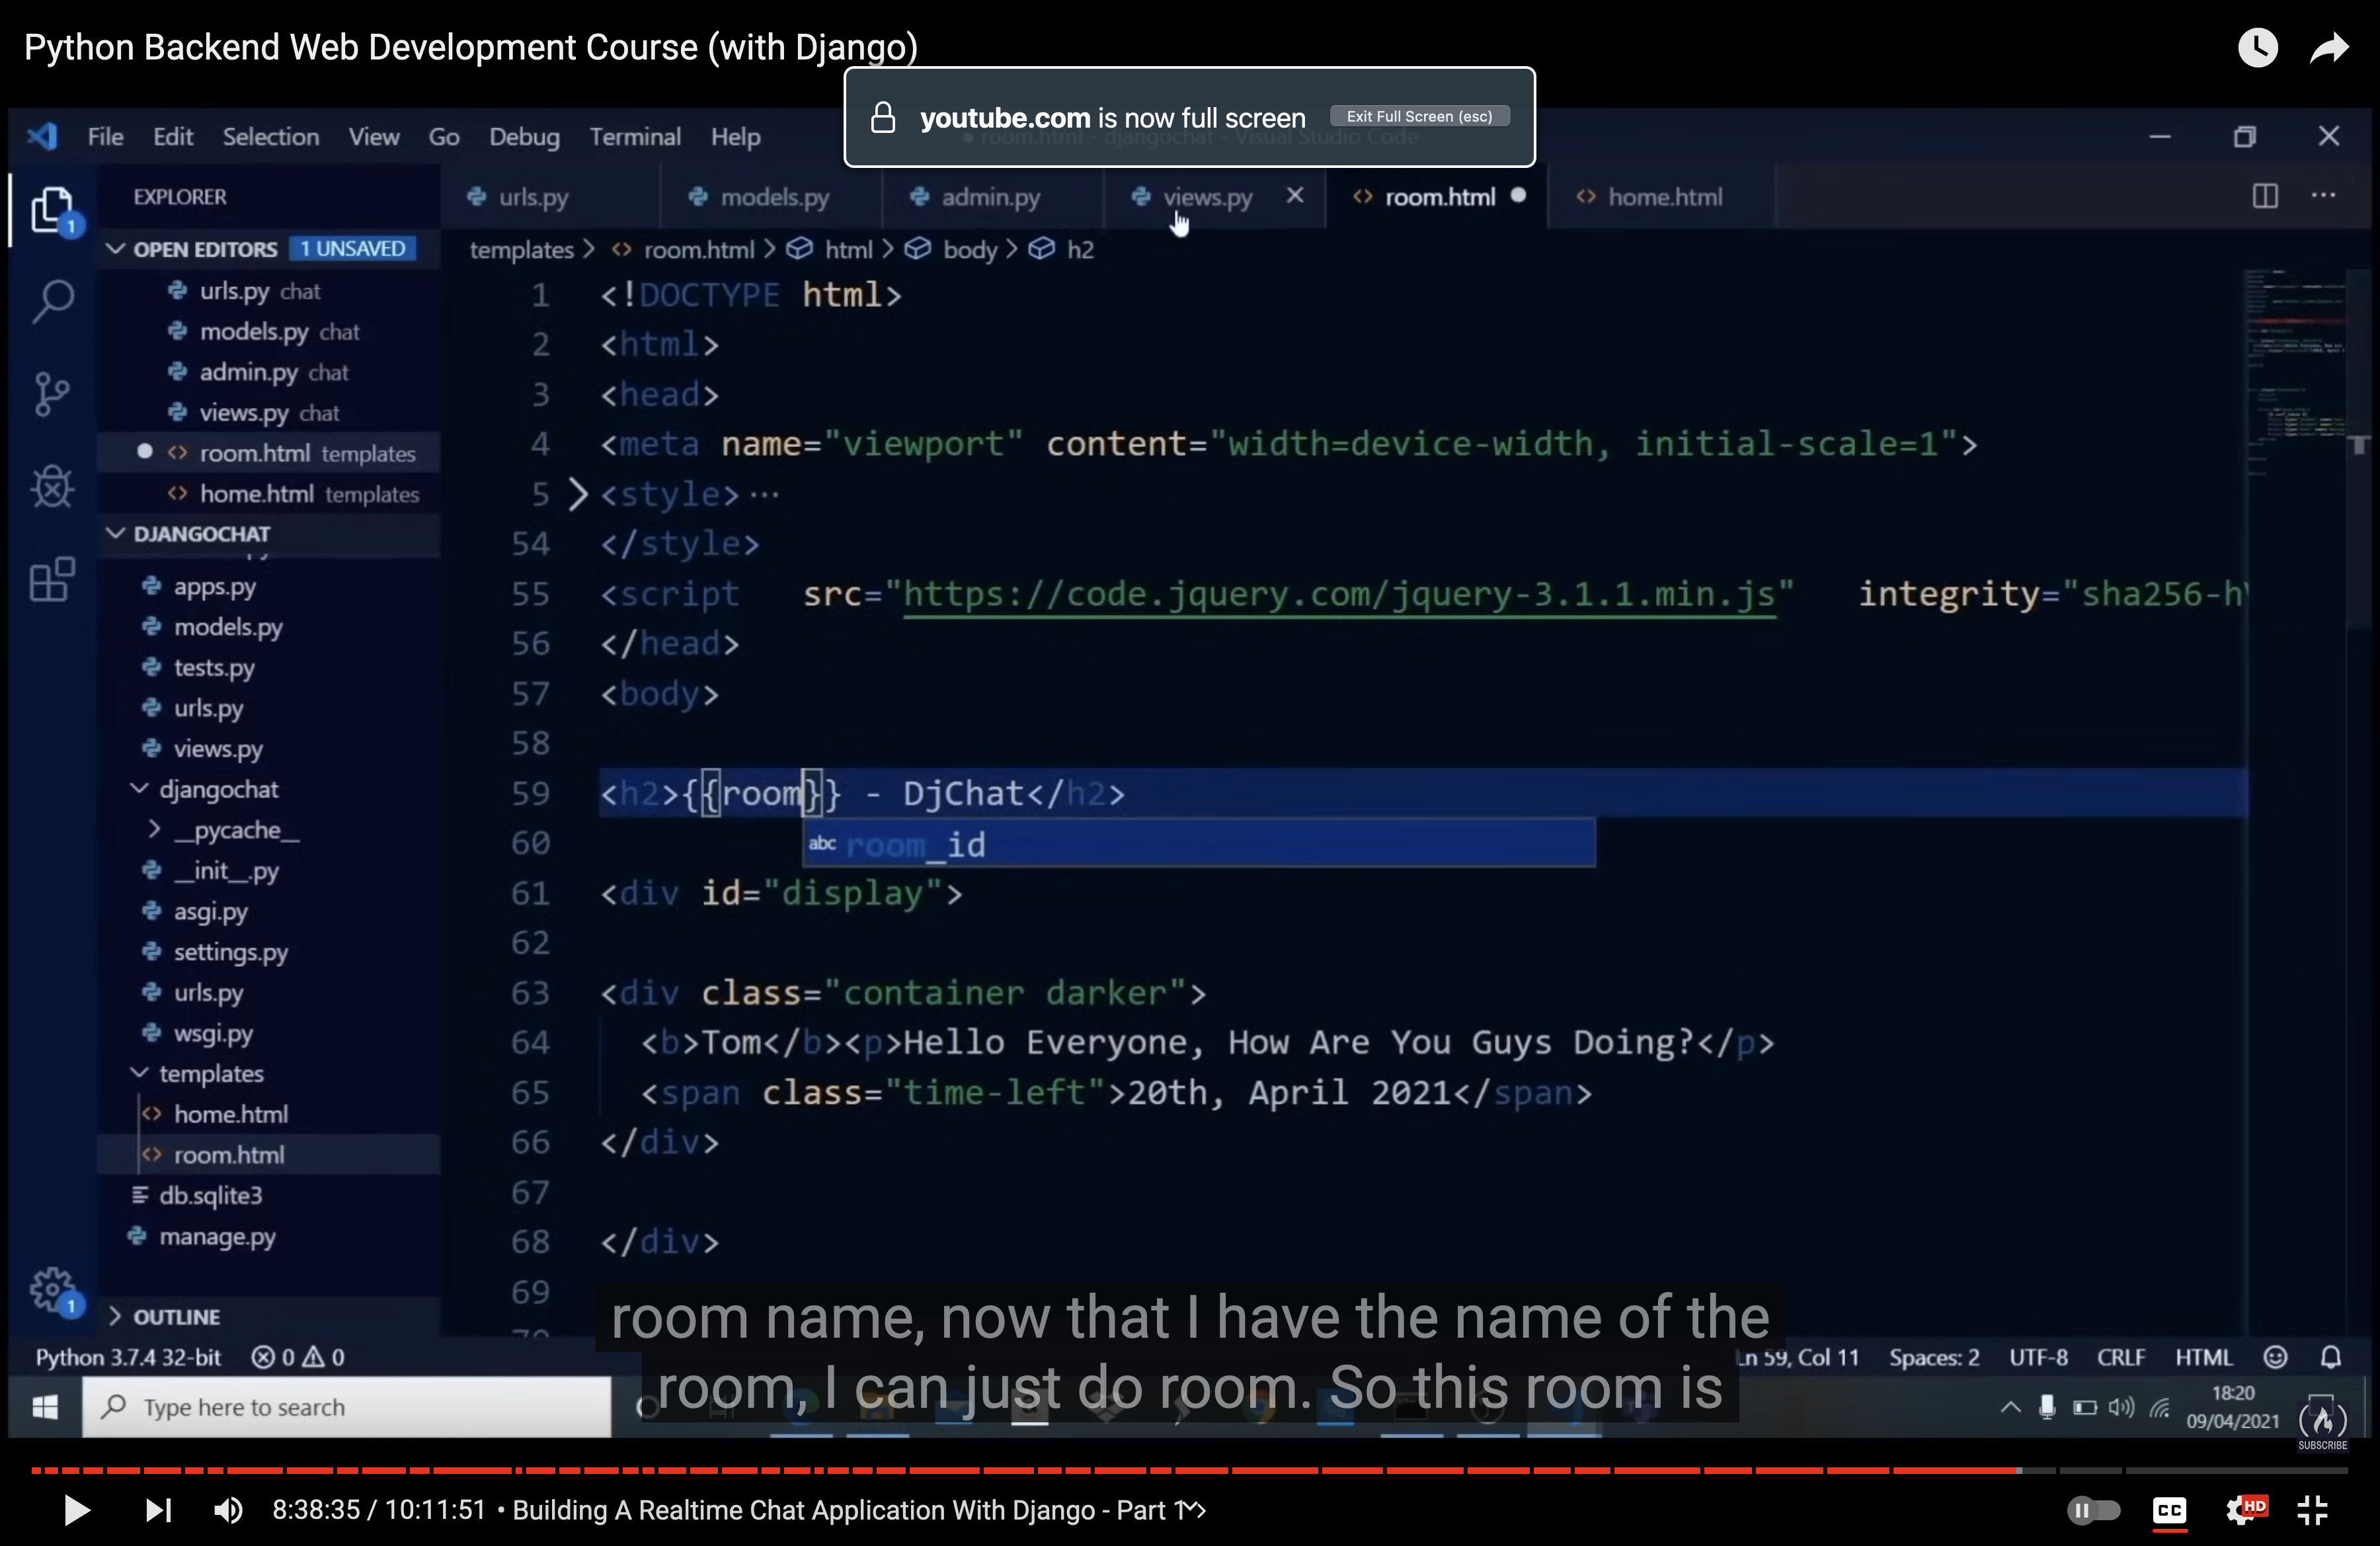 Python Backend Web Development Course (with Django)
youtube.com is now full screen Exit Full Screen (esc)
File Edit Selection View Go Debug Terminal Help
room.html - djangochat - Visual Studio Code
EXPLORER
urls.py models.py admin.py views.py room.html home.html
OPEN EDITORS 1 UNSAVED
templates > room.html > html > body > h2
urls.py chat
models.py chat
admin.py chat
views.py chat
room.html templates
home.html templates
DJANGOCHAT
apps.py
models.py
tests.py
urls.py
views.py
djangochat
__pycache__
__init__.py
asgi.py
settings.py
urls.py
wsgi.py
templates
home.html
room.html
db.sqlite3
manage.py
OUTLINE
1 <!DOCTYPE html>
2 <html>
3 <head>
4 <meta name="viewport" content="width=device-width, initial-scale=1">
5 <style>···
54 </style>
55 <script src="https://code.jquery.com/jquery-3.1.1.min.js" integrity="sha256-h
56 </head>
57 <body>
58
59 <h2>{{room}} - DjChat</h2>
abc room_id
60
61 <div id="display">
62
63 <div class="container darker">
64 <b>Tom</b><p>Hello Everyone, How Are You Guys Doing?</p>
65 <span class="time-left">20th, April 2021</span>
66 </div>
67
68 </div>
69
room name, now that I have the name of the
room, I can just do room. So this room is
Python 3.7.4 32-bit 0 0
Ln 59, Col 11 Spaces: 2 UTF-8 CRLF HTML
Type here to search
18:20
09/04/2021
SUBSCRIBE
8:38:35 / 10:11:51 • Building A Realtime Chat Application With Django - Part 1
CC HD